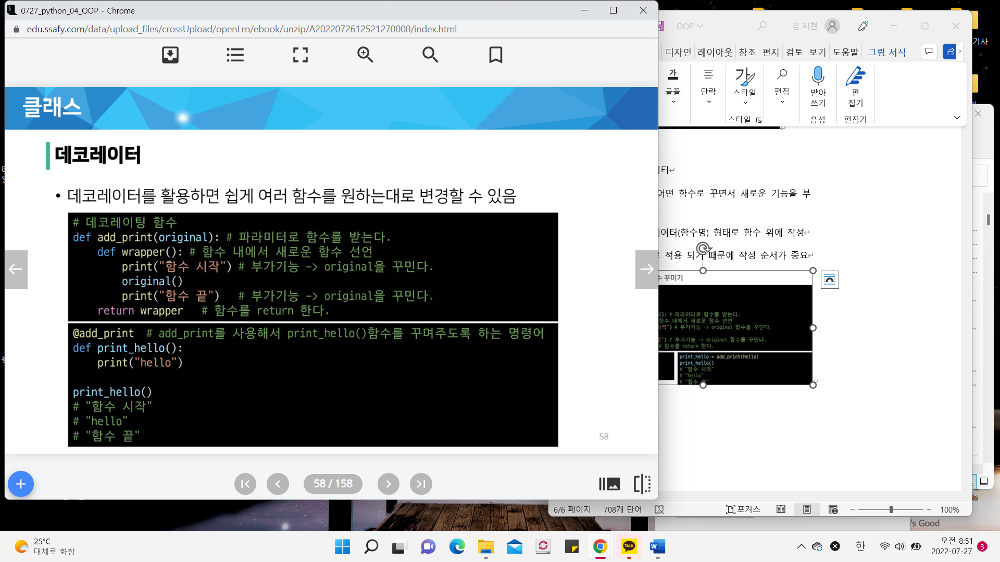 0727_python_04_OOP - Chrome
edu.ssafy.com/data/upload_files/crossUpload/openLrn/ebook/unzip/A2022072612521270000/index.html
클래스
데코레이터
• 데코레이터를 활용하면 쉽게 여러 함수를 원하는대로 변경할 수 있음
# 데코레이팅 함수
def add_print(original): # 파라미터로 함수를 받는다.
def wrapper(): # 함수 내에서 새로운 함수 선언
print("함수 시작") # 부가기능 -> original을 꾸민다.
original()
print("함수 끝") # 부가기능 -> original을 꾸민다.
return wrapper # 함수를 return 한다.
@add_print # add_print를 사용해서 print_hello()함수를 꾸며주도록 하는 명령어
def print_hello():
print("hello")
print_hello()
# "함수 시작"
# "hello"
# "함수 끝"
58
58 / 158
OOP
김 지현
디자인 레이아웃 참조 편지 검토 보기 도움말 그림 서식
글꼴
단락
스타일
편집
받아
쓰기
편
집기
스타일
음성
편집기
터
어떤 함수로 꾸면서 새로운 기능을 부
이터(함수명) 형태로 함수 위에 작성
적용 되기 때문에 작성 순서가 중요
수 꾸미기
: # 파라미터로 함수를 받는다.
함수 내에서 새로운 함수 선언
시작") # 부가기능 -> original 함수를 꾸민다.
") # 부가기능 -> original 함수를 꾸민다.
# 함수를 return 한다.
print_hello = add_print(hello)
print_hello()
# "함수 시작"
# "hello"
# "함수 끝"
6/6 페이지
708개 단어
포커스
100%
기사
's Good
25°C
대체로 화창
TALK
한
오전 8:51
2022-07-27
3